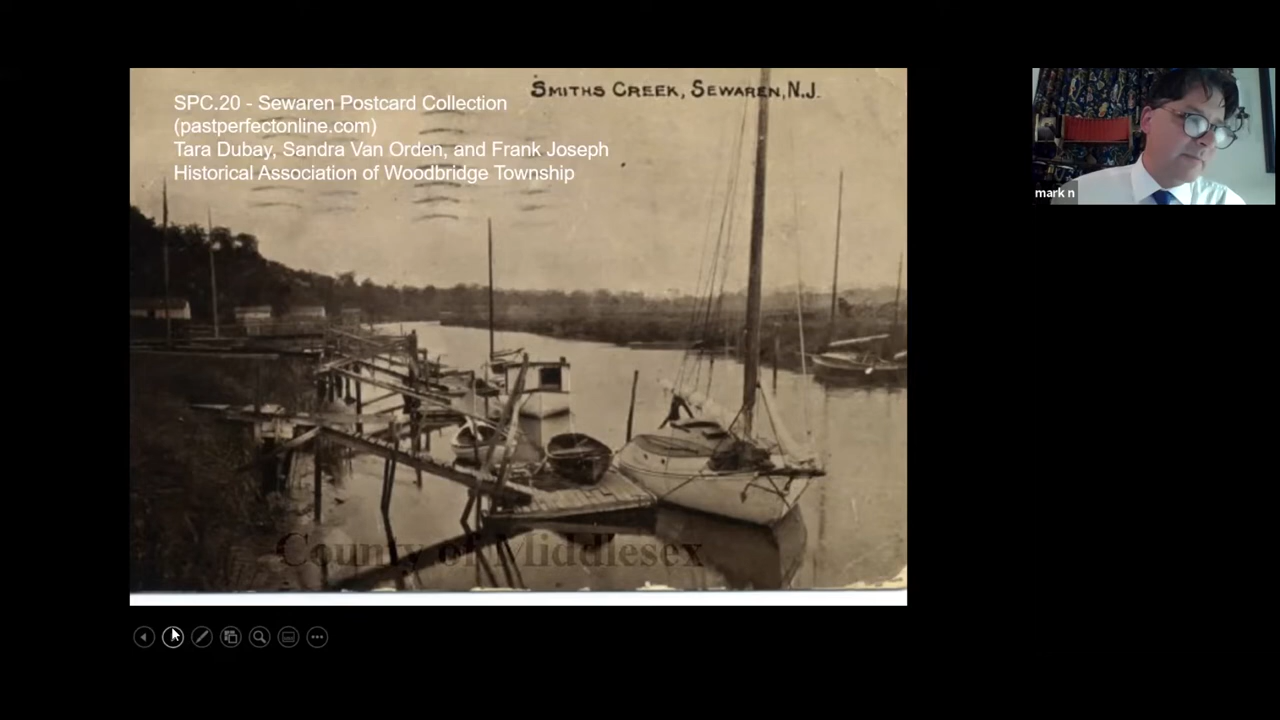 SMITHS CREEK, SEWAREN, N.J.
SPC.20 - Sewaren Postcard Collection
(pastperfectonline.com)
Tara Dubay, Sandra Van Orden, and Frank Joseph
Historical Association of Woodbridge Township
County of Middlesex
mark n